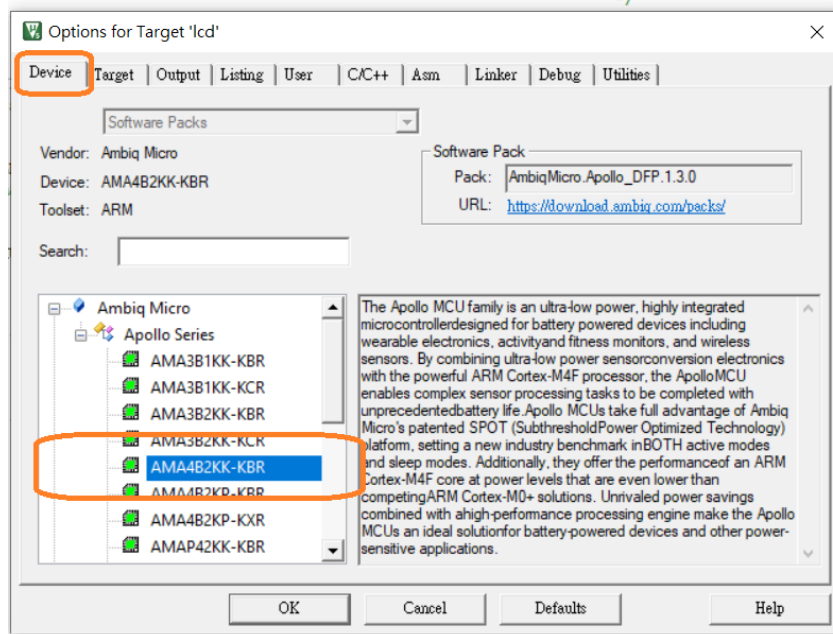 Options for Target 'lcd'
Device
Target
Output
Listing
User
C/C++
Asm
Linker
Debug
Utilities
Software Packs
Vendor: Ambiq Micro
Device: AMA4B2KK-KBR
Toolset: ARM
Search:
Software Pack
Pack: AmbiqMicro.Apollo_DFP.1.3.0
URL: https://download.ambiq.com/packs/
Ambiq Micro
Apollo Series
AMA3B1KK-KBR
AMA3B1KK-KCR
AMA3B2KK-KBR
AMA3B2KK-KCR
AMA4B2KK-KBR
AMA4B2KP-KBR
AMA4B2KP-KXR
AMAP42KK-KBR
The Apollo MCU family is an ultra-low power, highly integrated
microcontrollerdesigned for battery powered devices including
wearable electronics, activityand fitness monitors, and wireless
sensors. By combining ultra-low power sensorconversion electronics
with the powerful ARM Cortex-M4F processor, the ApolloMCU
enables complex sensor processing tasks to be completed with
unprecedentedbattery life.Apollo MCUs take full advantage of Ambiq
Micro's patented SPOT (SubthresholdPower Optimized Technology)
platform, setting a new industry benchmark inBOTH active modes
and sleep modes. Additionally, they offer the performanceof an ARM
Cortex-M4F core at power levels that are even lower than
competingARM Cortex-M0+ solutions. Unrivaled power savings
combined with ahigh-performance processing engine make the Apollo
MCUs an ideal solutionfor battery-powered devices and other power-
sensitive applications.
OK
Cancel
Defaults
Help